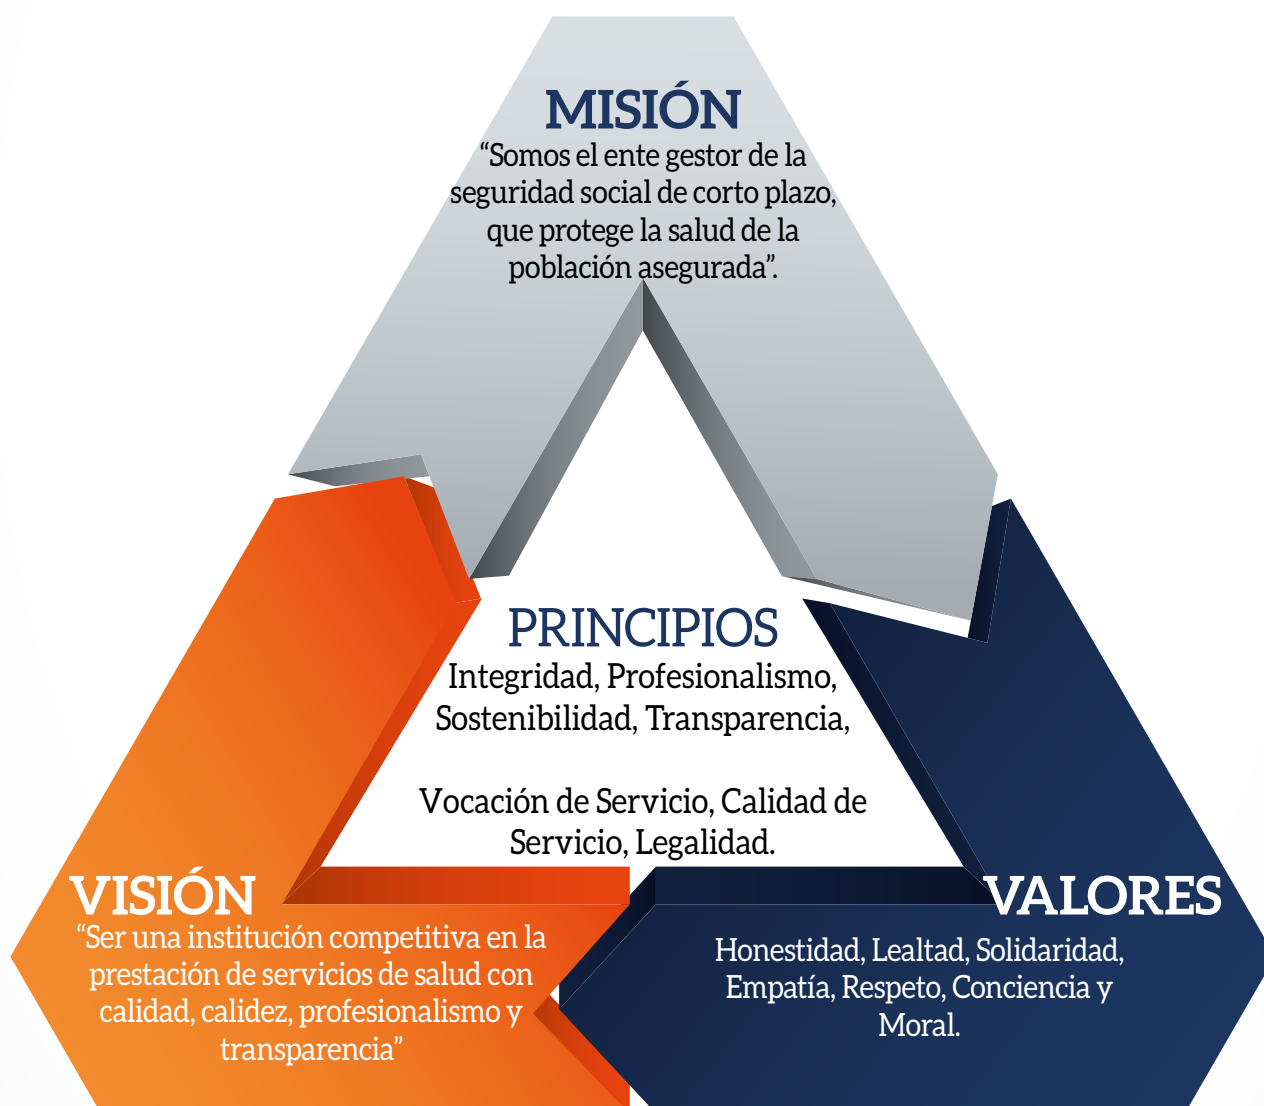 MISIÓN
“Somos el ente gestor de la
seguridad social de corto plazo,
que protege la salud de la
población asegurada”.
PRINCIPIOS
Integridad, Profesionalismo,
Sostenibilidad, Transparencia,
Vocación de Servicio, Calidad de
Servicio, Legalidad.
VISIÓN
“Ser una institución competitiva en la
prestación de servicios de salud con
calidad, calidez, profesionalismo y
transparencia”
VALORES
Honestidad, Lealtad, Solidaridad,
Empatía, Respeto, Conciencia y
Moral.